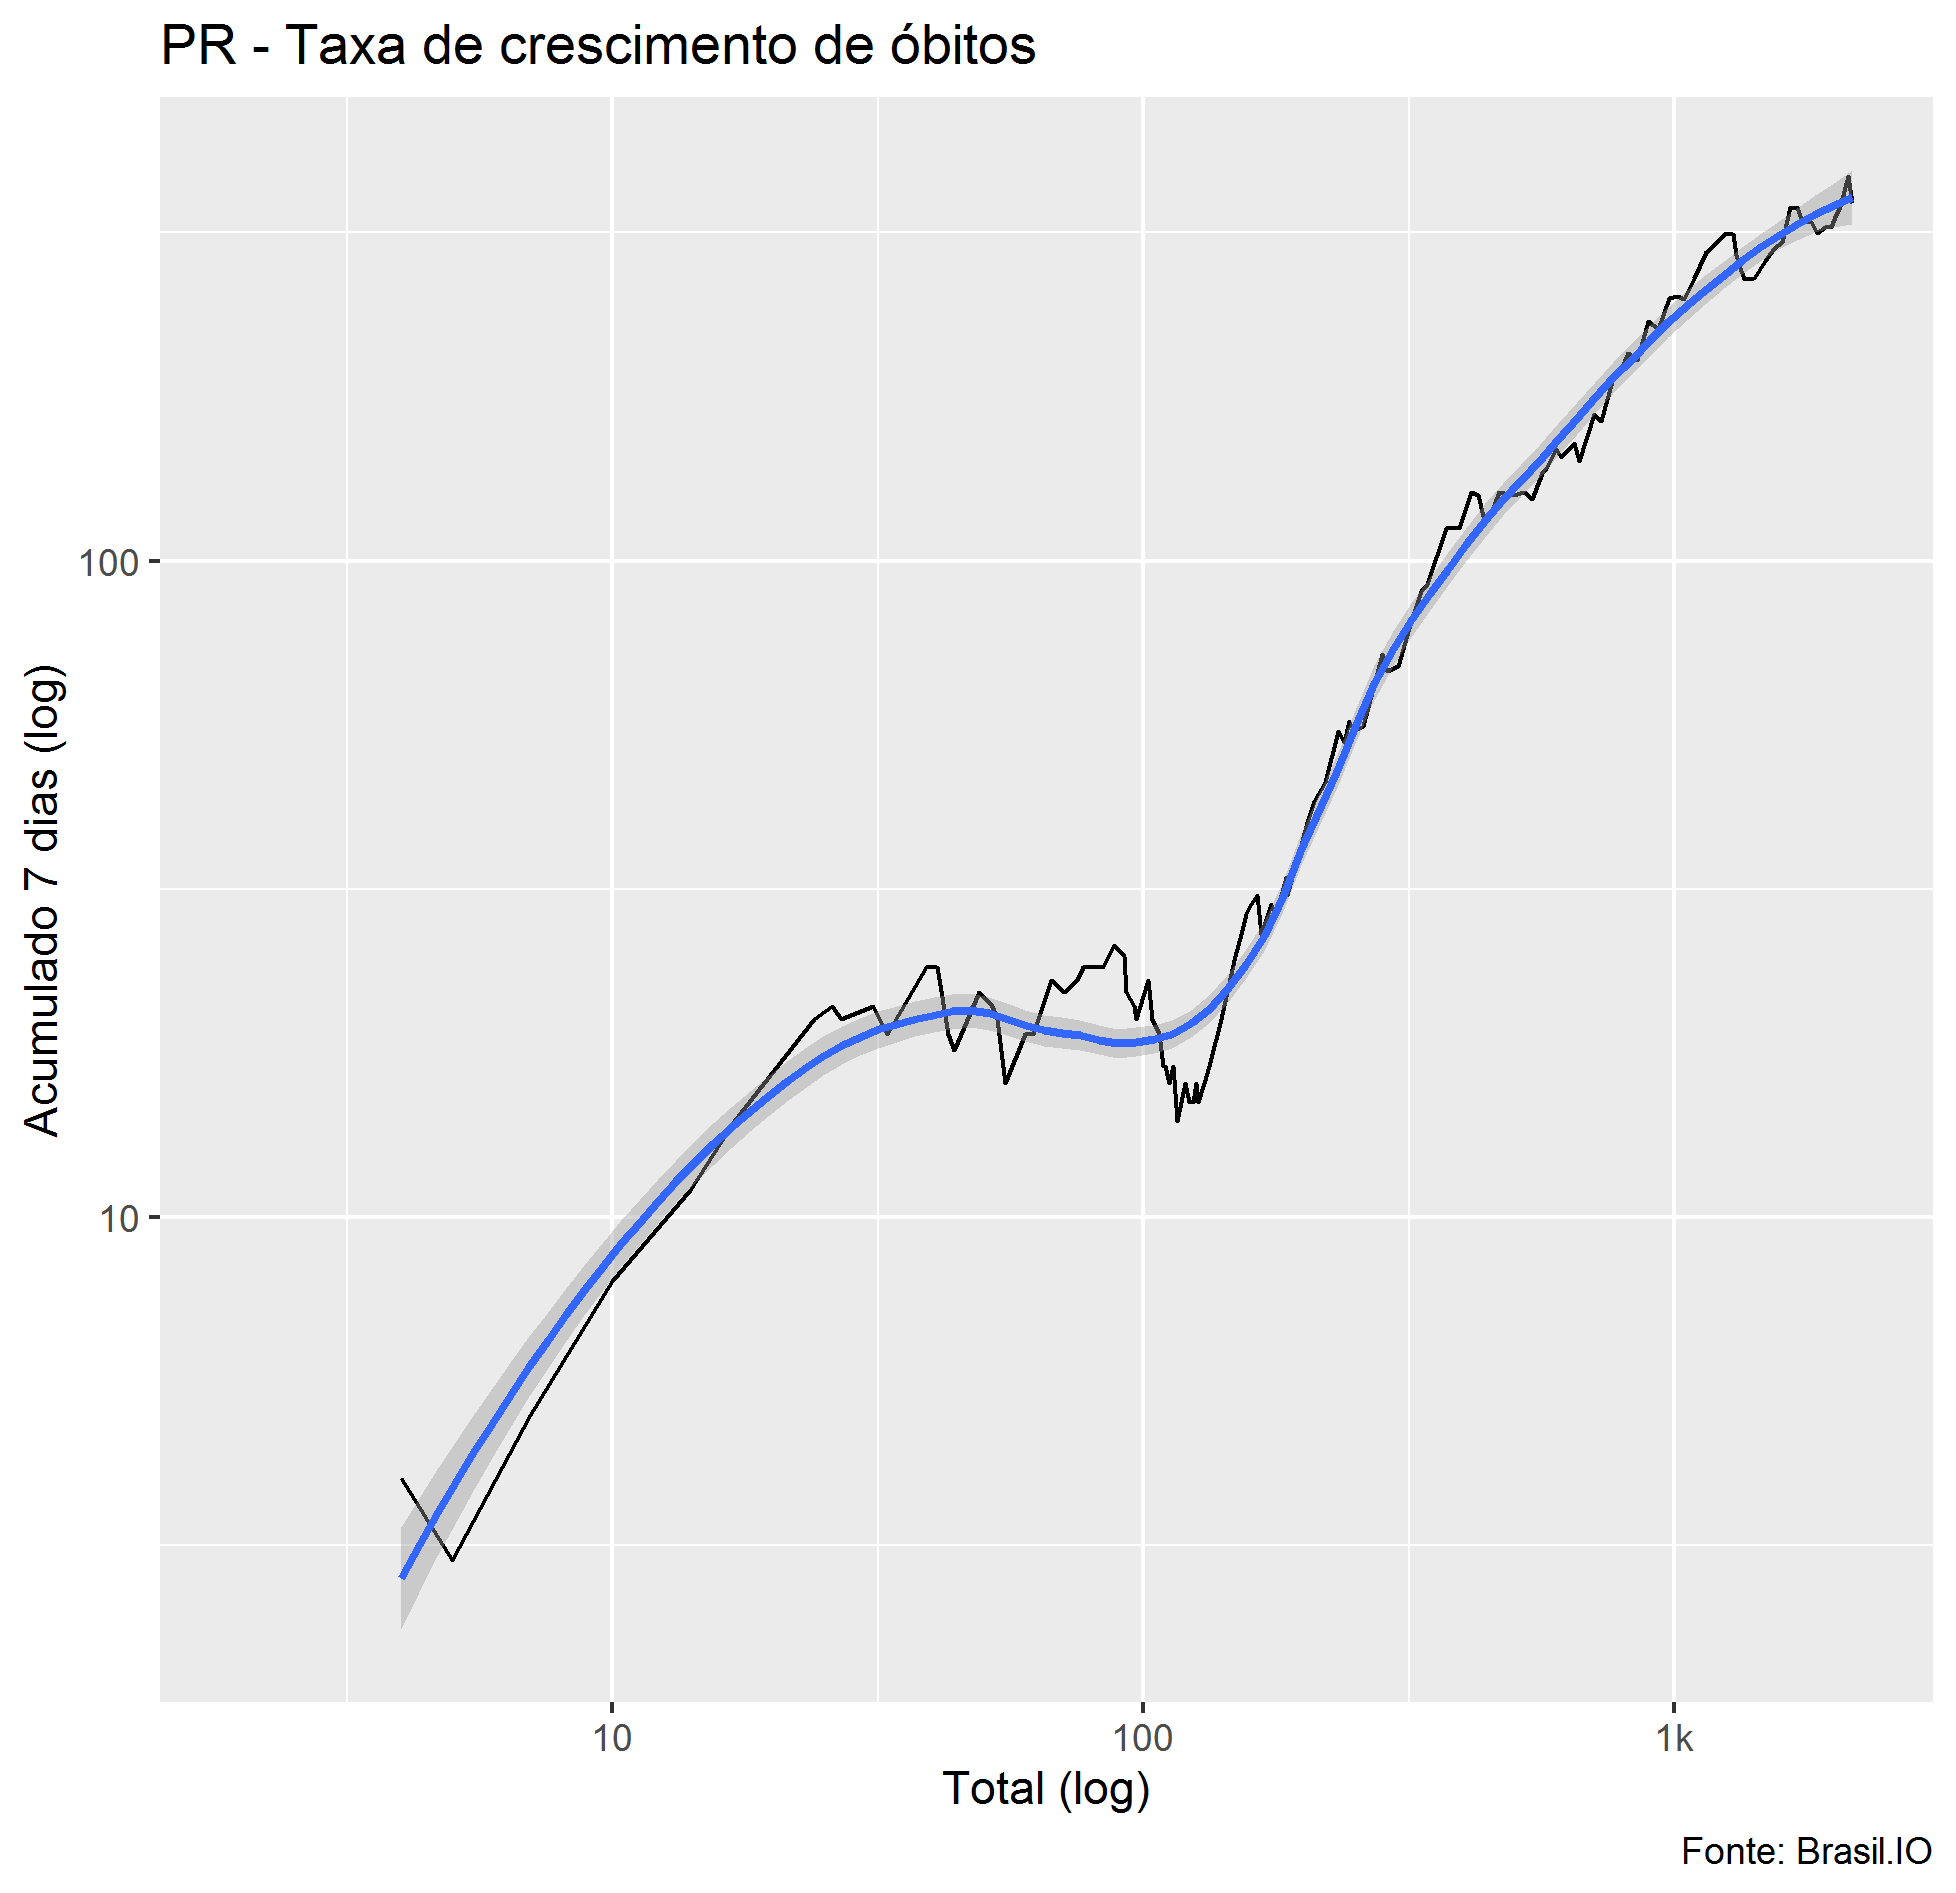 PR - Taxa de crescimento de óbitos
Acumulado 7 dias (log)
100
10
10
100
1k
Total (log)
Fonte: Brasil.IO